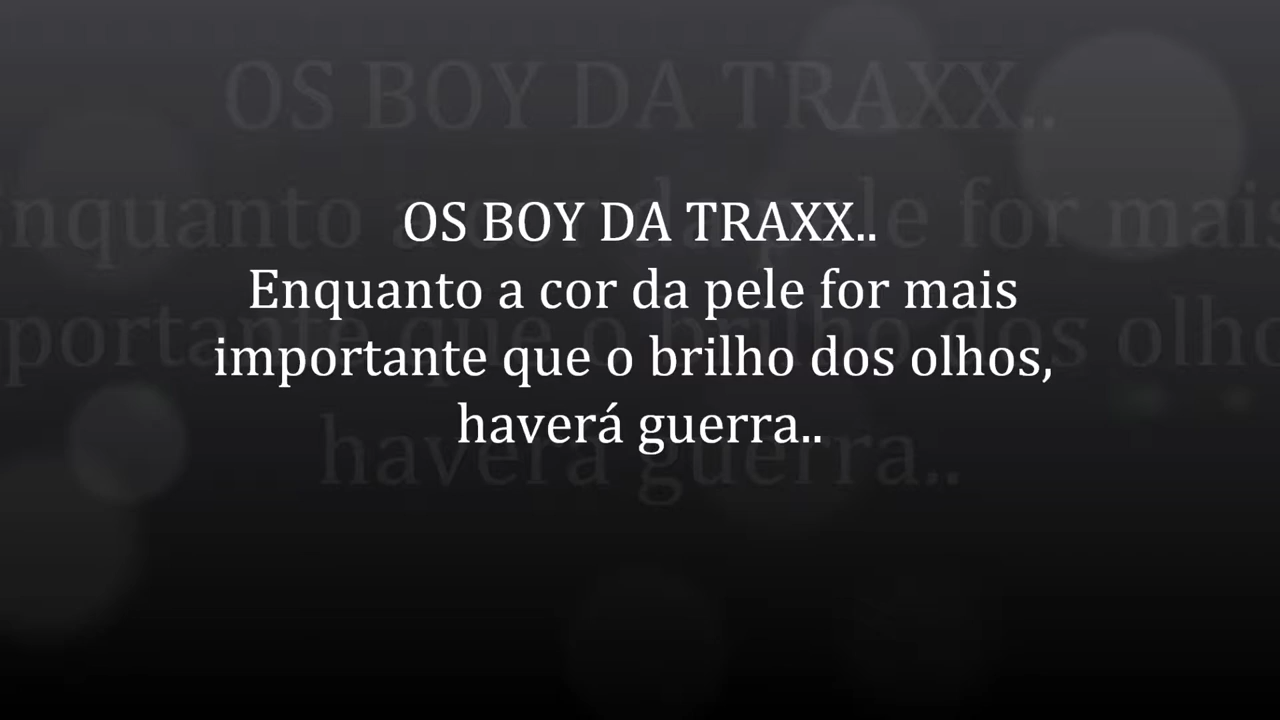 OS BOY DA TRAXX..
Enquanto a cor da pele for mais
importante que o brilho dos olhos,
haverá guerra..